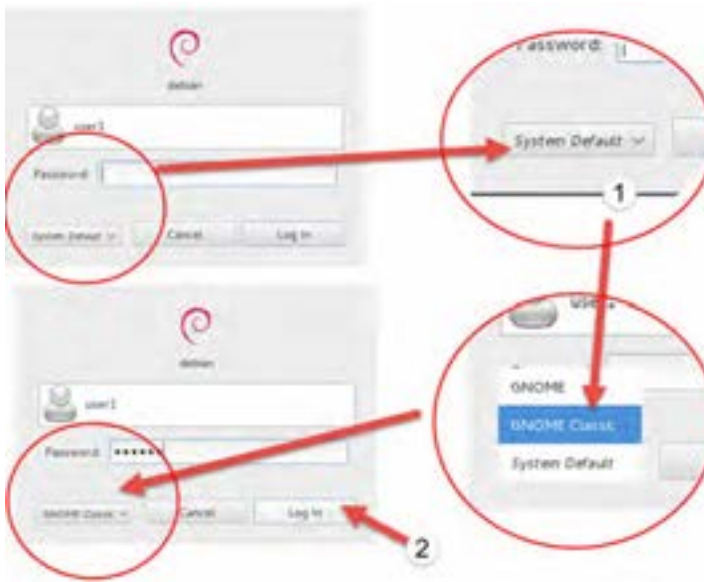 debian
user1
Password:
System Default
Cancel
Log In
Password:
System Default
1
debian
user1
Password:
GNOME Classic
Cancel
Log In
2
GNOME
GNOME Classic
System Default